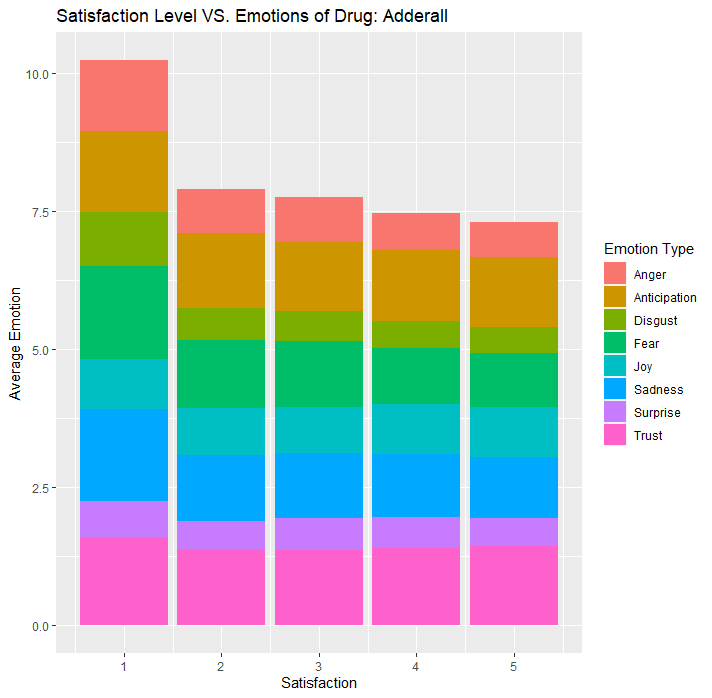 Satisfaction Level VS. Emotions of Drug: Adderall
10.0
7.5
5.0
2.5
0.0
Average Emotion
1 2 3 4 5
Satisfaction
Emotion Type
Anger
Anticipation
Disgust
Fear
Joy
Sadness
Surprise
Trust